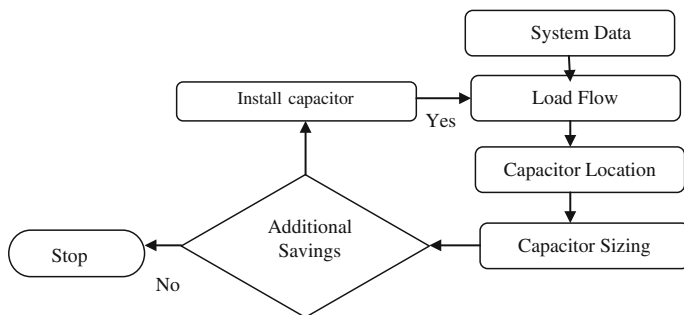 System Data
Install capacitor
Load Flow
Yes
Capacitor Location
Additional
Savings
Capacitor Sizing
Stop
No